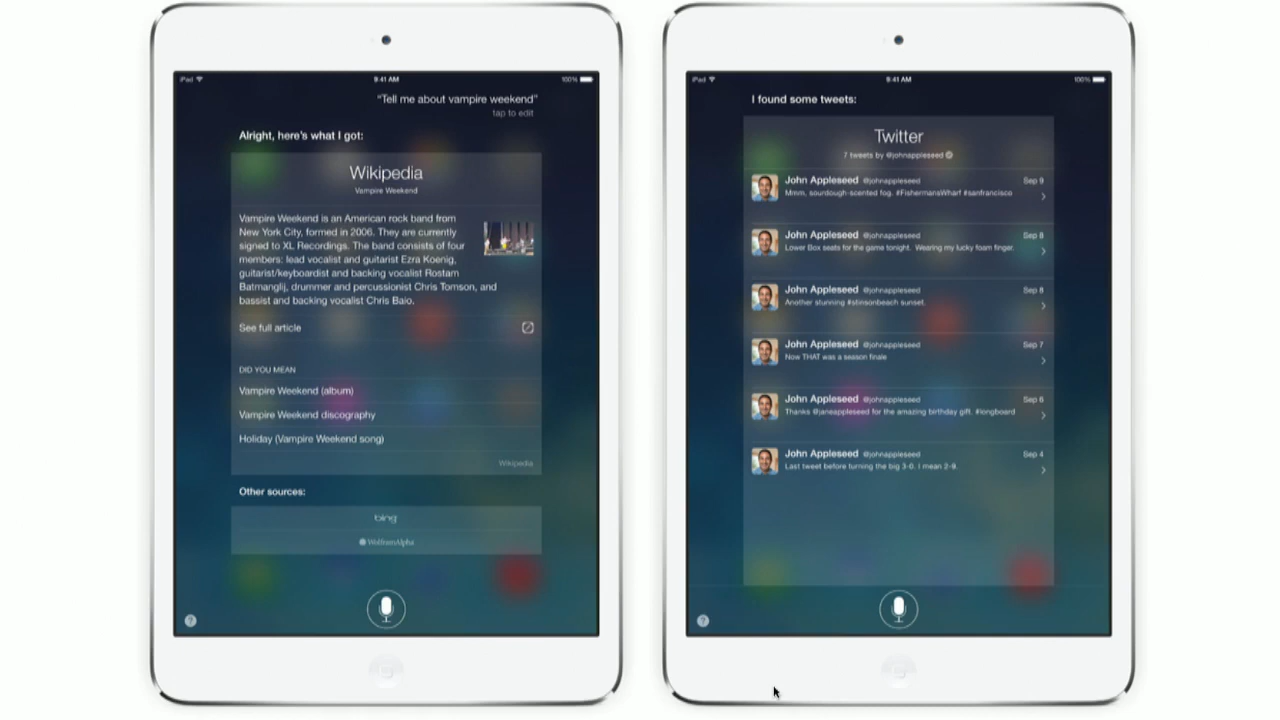 iPad
9:41 AM
100%
“Tell me about vampire weekend”
tap to edit
Alright, here's what I got:
Wikipedia
Vampire Weekend
Vampire Weekend is an American rock band from
New York City, formed in 2006. They are currently
signed to XL Recordings. The band consists of four
members: lead vocalist and guitarist Ezra Koenig,
guitarist/keyboardist and backing vocalist Rostam
Batmanglij, drummer and percussionist Chris Tomson, and
bassist and backing vocalist Chris Baio.
See full article
DID YOU MEAN
Vampire Weekend (album)
Vampire Weekend discography
Holiday (Vampire Weekend song)
Wikipedia
Other sources:
bing
WolframAlpha
?
iPad
9:41 AM
100%
I found some tweets:
Twitter
7 tweets by @johnappleseed
John Appleseed @johnappleseed Sep 9
Mmm, sourdough-scented fog. #FishermansWharf #sanfrancisco
John Appleseed @johnappleseed Sep 8
Lower Box seats for the game tonight. Wearing my lucky foam finger.
John Appleseed @johnappleseed Sep 8
Another stunning #stinsonbeach sunset.
John Appleseed @johnappleseed Sep 7
Now THAT was a season finale
John Appleseed @johnappleseed Sep 6
Thanks @janeappleseed for the amazing birthday gift. #longboard
John Appleseed @johnappleseed Sep 4
Last tweet before turning the big 3-0. I mean 2-9.
?